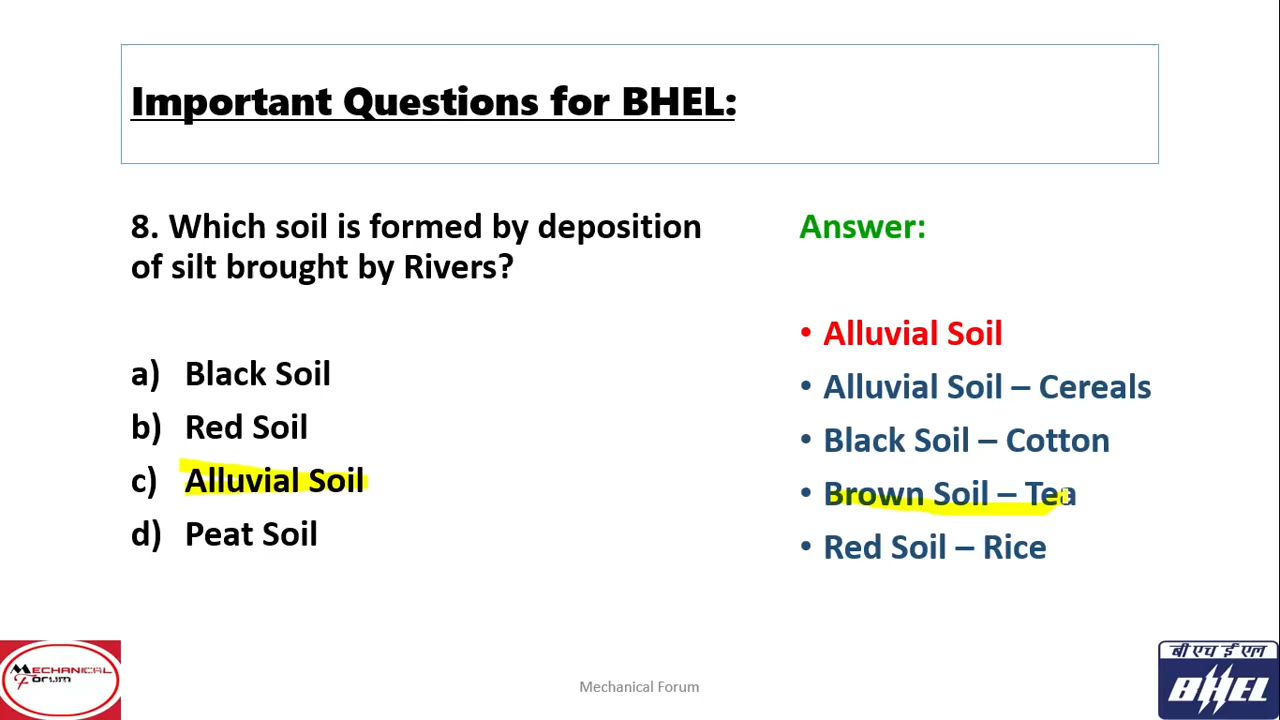 Important Questions for BHEL:
8. Which soil is formed by deposition
of silt brought by Rivers?
a) Black Soil
b) Red Soil
c) Alluvial Soil
d) Peat Soil
Answer:
• Alluvial Soil
• Alluvial Soil – Cereals
• Black Soil – Cotton
• Brown Soil – Tea
• Red Soil – Rice
MECHANICAL
Forum
Mechanical Forum
बी एच ई एल
BHEL